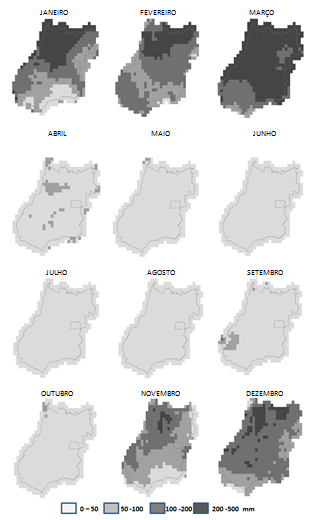 JANEIRO FEVEREIRO MARÇO
ABRIL MAIO JUNHO
JULHO AGOSTO SETEMBRO
OUTUBRO NOVEMBRO DEZEMBRO
0 – 50 50 -100 100 -200 200 -500 mm